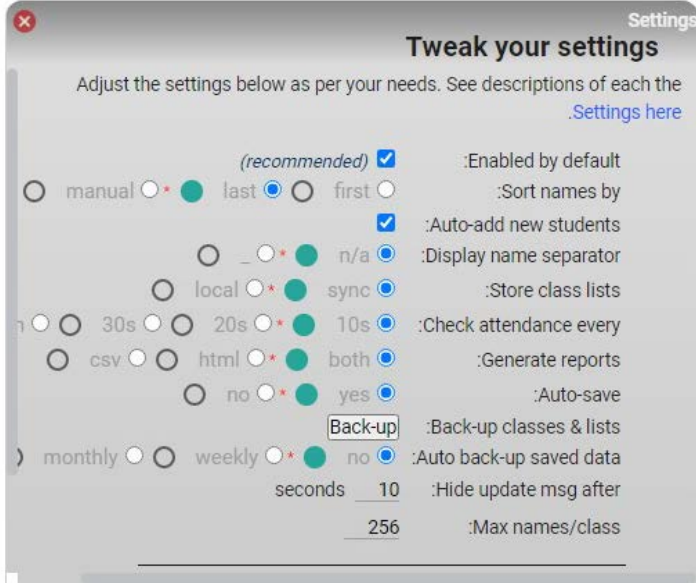 Settings
Tweak your settings
Adjust the settings below as per your needs. See descriptions of each the
.Settings here
:Enabled by default (recommended)
:Sort names by first last * manual
:Auto-add new students
:Display name separator n/a * _
:Store class lists sync * local
:Check attendance every 10s * 20s 30s
:Generate reports both * html csv
:Auto-save yes * no
:Back-up classes & lists Back-up
:Auto back-up saved data no * weekly monthly
:Hide update msg after 10 seconds
:Max names/class 256